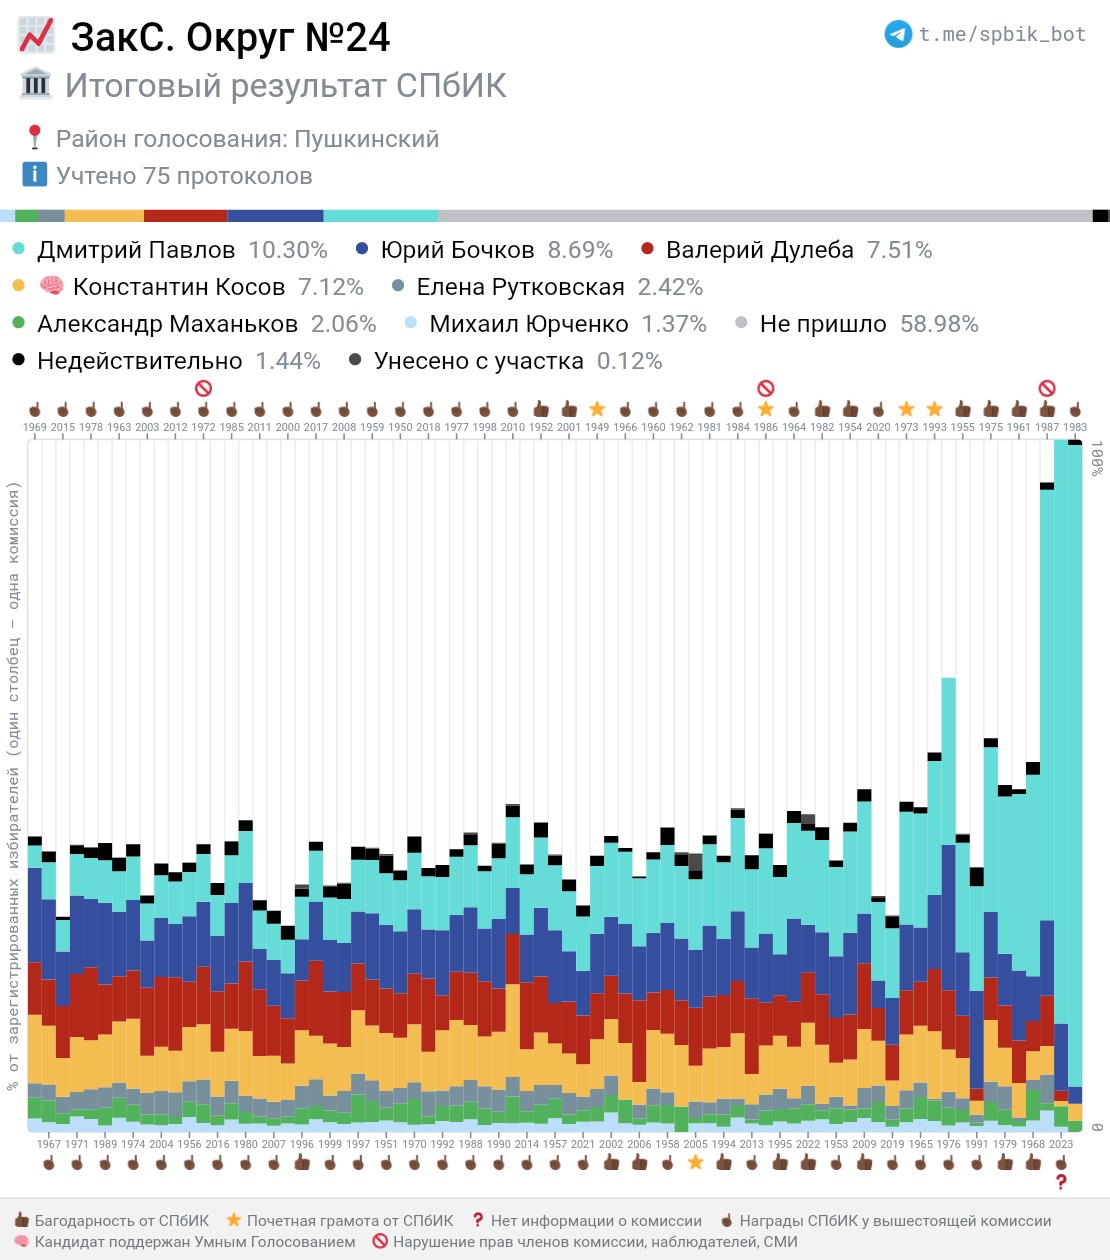 ЗакС. Округ №24
t.me/spbik_bot
Итоговый результат СПбИК
Район голосования: Пушкинский
Учтено 75 протоколов
Дмитрий Павлов 10.30% Юрий Бочков 8.69% Валерий Дулеба 7.51%
Константин Косов 7.12% Елена Рутковская 2.42%
Александр Маханьков 2.06% Михаил Юрченко 1.37% Не пришло 58.98%
Недействительно 1.44% Унесено с участка 0.12%
1969 2015 1978 1963 2003 2012 1972 1985 2011 2000 2017 2008 1959 1950 2018 1977 1998 2010 1952 2001 1949 1966 1960 1962 1981 1984 1986 1964 1982 1954 2020 1973 1993 1955 1975 1961 1987 1983
100%
% от зарегистрированных избирателей (один столбец – одна комиссия)
0
1967 1971 1989 1974 2004 1956 2016 1980 2007 1996 1999 1997 1951 1970 1992 1988 1990 2014 1957 2021 2002 2006 1958 2005 1994 2013 1995 2022 1953 2009 2019 1965 1976 1991 1979 1968 2023
Багодарность от СПбИК Почетная грамота от СПбИК Нет информации о комиссии Награды СПбИК у вышестоящей комиссии
Кандидат поддержан Умным Голосованием Нарушение прав членов комиссии, наблюдателей, СМИ